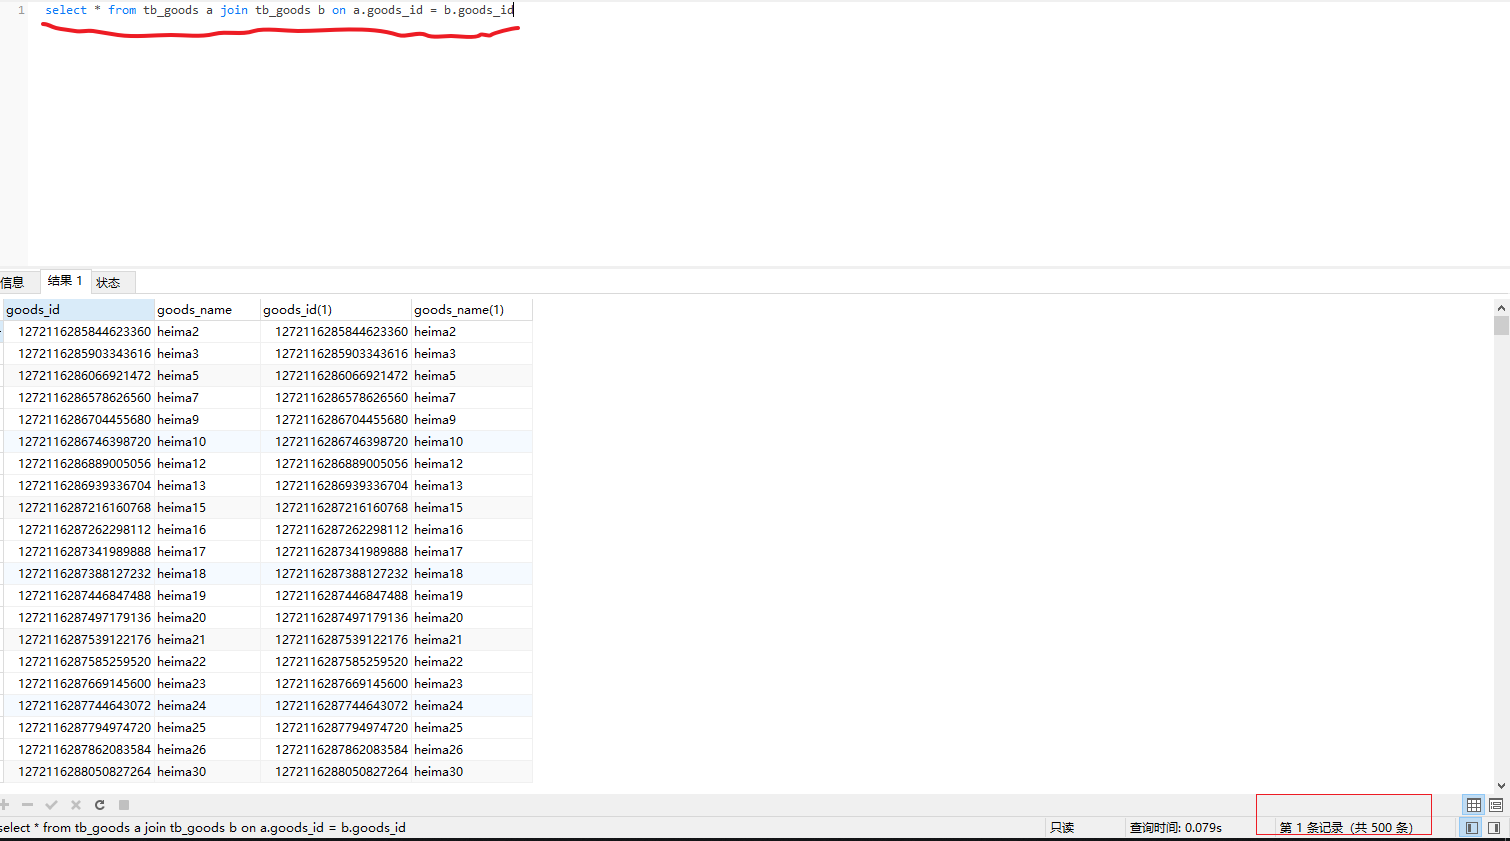 1 select * from tb_goods a join tb_goods b on a.goods_id = b.goods_id
信息 结果 1 状态
goods_id goods_name goods_id(1) goods_name(1)
1272116285844623360 heima2 1272116285844623360 heima2
1272116285903343616 heima3 1272116285903343616 heima3
1272116286066921472 heima5 1272116286066921472 heima5
1272116286578626560 heima7 1272116286578626560 heima7
1272116286704455680 heima9 1272116286704455680 heima9
1272116286746398720 heima10 1272116286746398720 heima10
1272116286889005056 heima12 1272116286889005056 heima12
1272116286939336704 heima13 1272116286939336704 heima13
1272116287216160768 heima15 1272116287216160768 heima15
1272116287262298112 heima16 1272116287262298112 heima16
1272116287341989888 heima17 1272116287341989888 heima17
1272116287388127232 heima18 1272116287388127232 heima18
1272116287446847488 heima19 1272116287446847488 heima19
1272116287497179136 heima20 1272116287497179136 heima20
1272116287539122176 heima21 1272116287539122176 heima21
1272116287585259520 heima22 1272116287585259520 heima22
1272116287669145600 heima23 1272116287669145600 heima23
1272116287744643072 heima24 1272116287744643072 heima24
1272116287794974720 heima25 1272116287794974720 heima25
1272116287862083584 heima26 1272116287862083584 heima26
1272116288050827264 heima30 1272116288050827264 heima30
select * from tb_goods a join tb_goods b on a.goods_id = b.goods_id 只读 查询时间: 0.079s 第 1 条记录 (共 500 条)